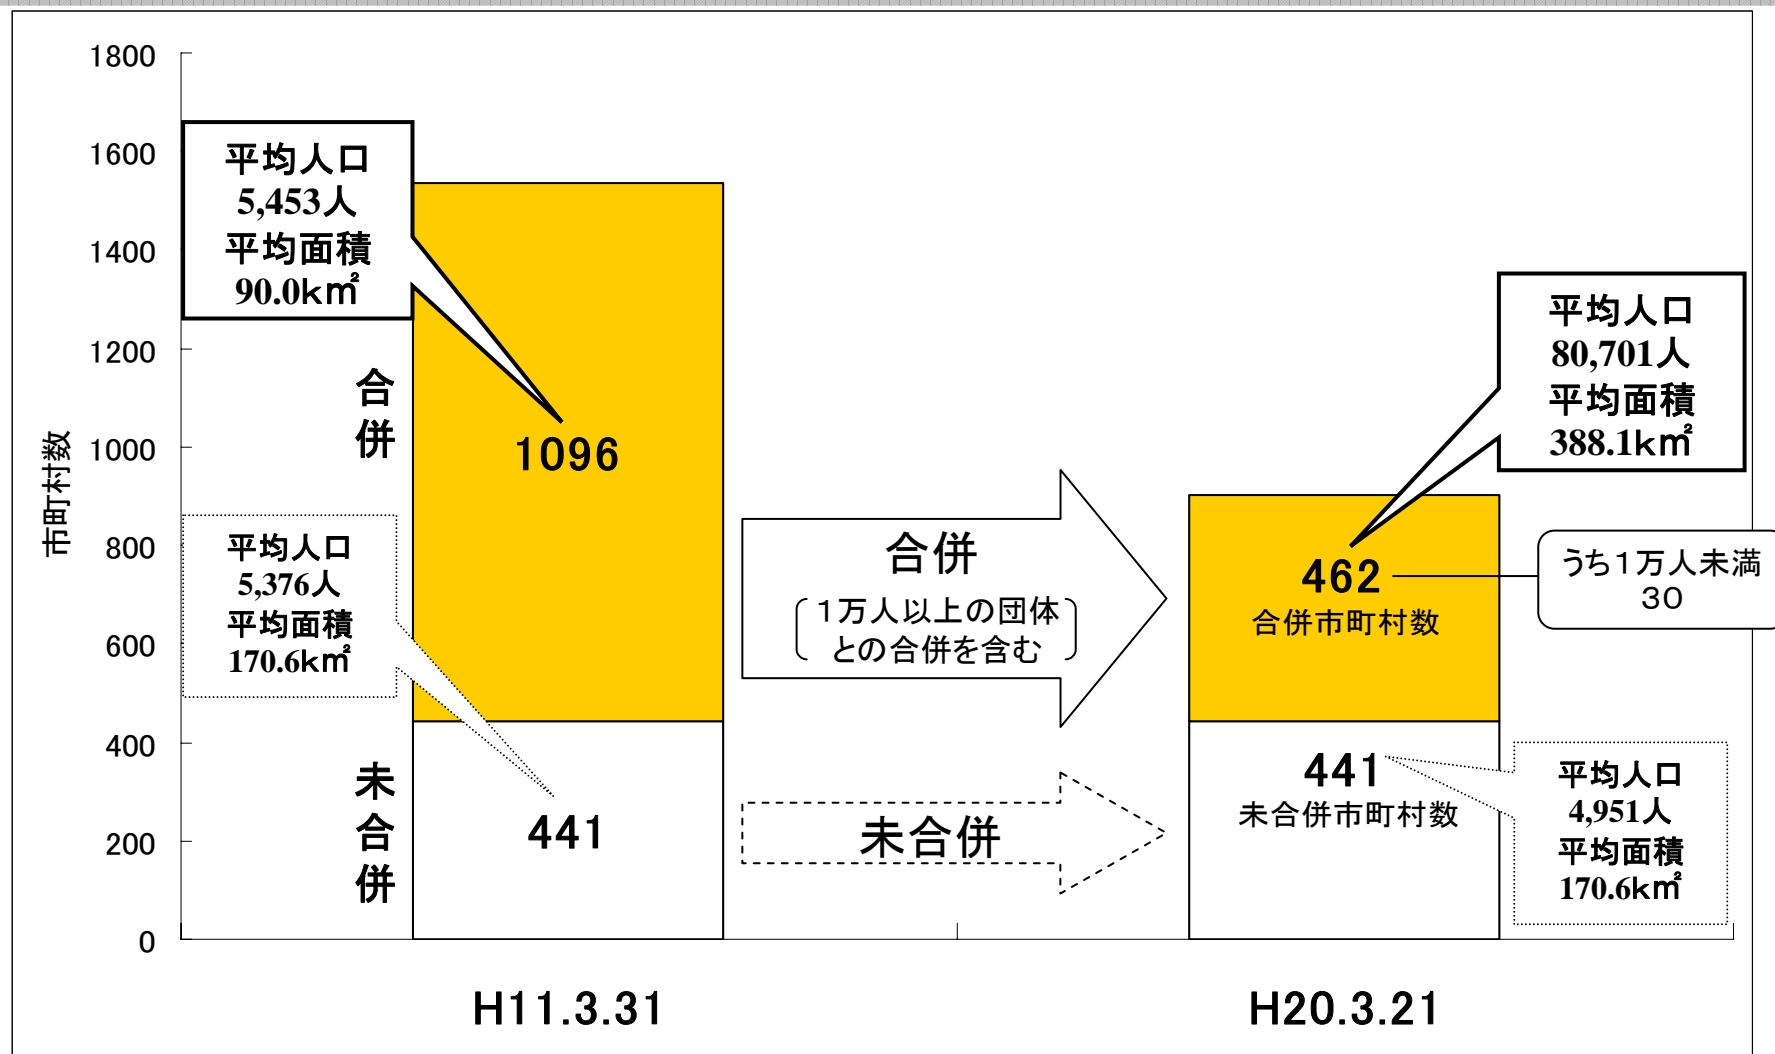 市町村数
1800
1600
1400
1200
1000
800
600
400
200
0
平均人口
5,453人
平均面積
90.0km²
合併
1096
平均人口
5,376人
平均面積
170.6km²
未合併
441
合併
１万人以上の団体
との合併を含む
未合併
平均人口
80,701人
平均面積
388.1km²
462
合併市町村数
うち１万人未満
30
441
未合併市町村数
平均人口
4,951人
平均面積
170.6km²
H11.3.31
H20.3.21